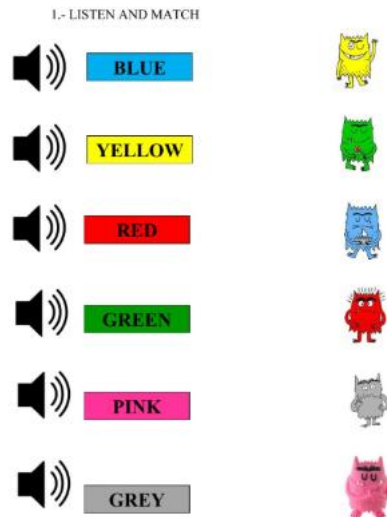 1.- LISTEN AND MATCH
BLUE
YELLOW
RED
GREEN
PINK
GREY